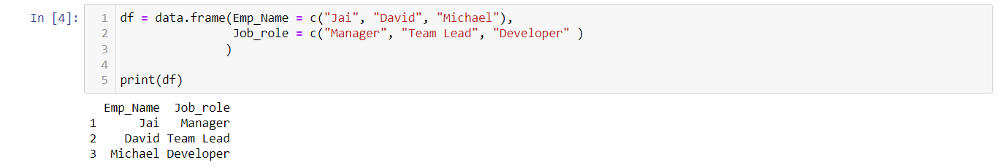 In [4]:
1 df = data.frame(Emp_Name = c("Jai", "David", "Michael"),
2                 Job_role = c("Manager", "Team Lead", "Developer" )
3                )
4
5 print(df)
  Emp_Name  Job_role
1      Jai   Manager
2    David Team Lead
3  Michael Developer